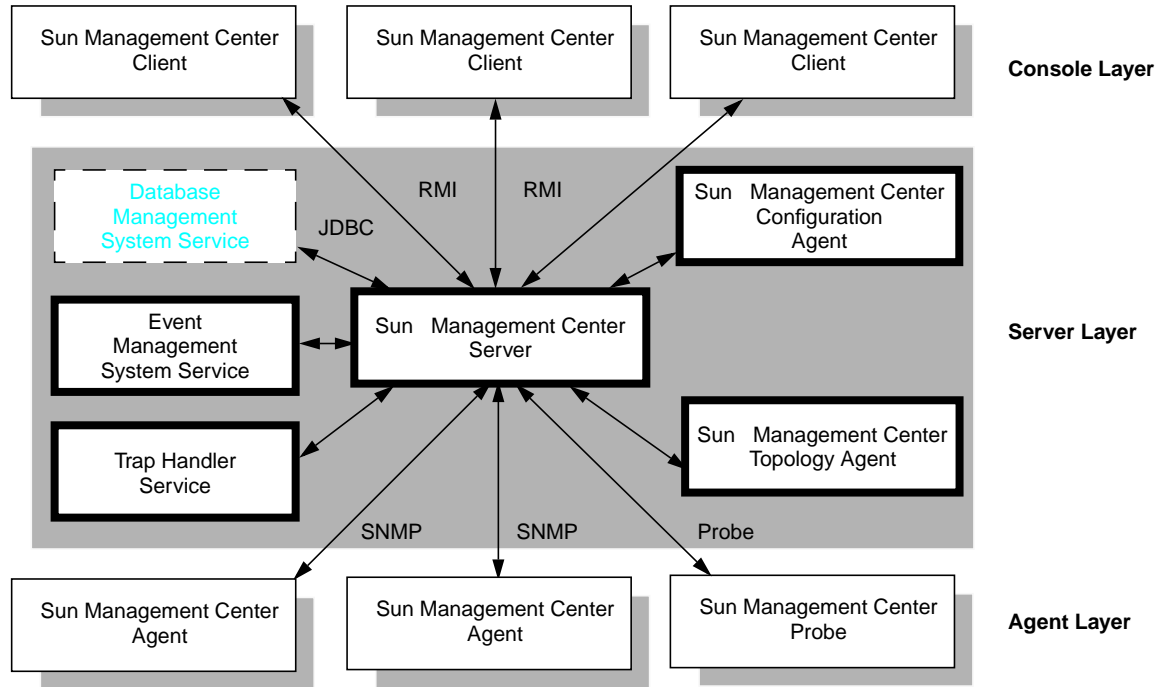 Sun Management Center
Client
Sun Management Center
Client
Sun Management Center
Client
Console Layer
Database
Management
System Service
JDBC
RMI
RMI
Sun Management Center
Configuration
Agent
Event
Management
System Service
Sun Management Center
Server
Server Layer
Trap Handler
Service
Sun Management Center
Topology Agent
SNMP
SNMP
Probe
Sun Management Center
Agent
Sun Management Center
Agent
Sun Management Center
Probe
Agent Layer